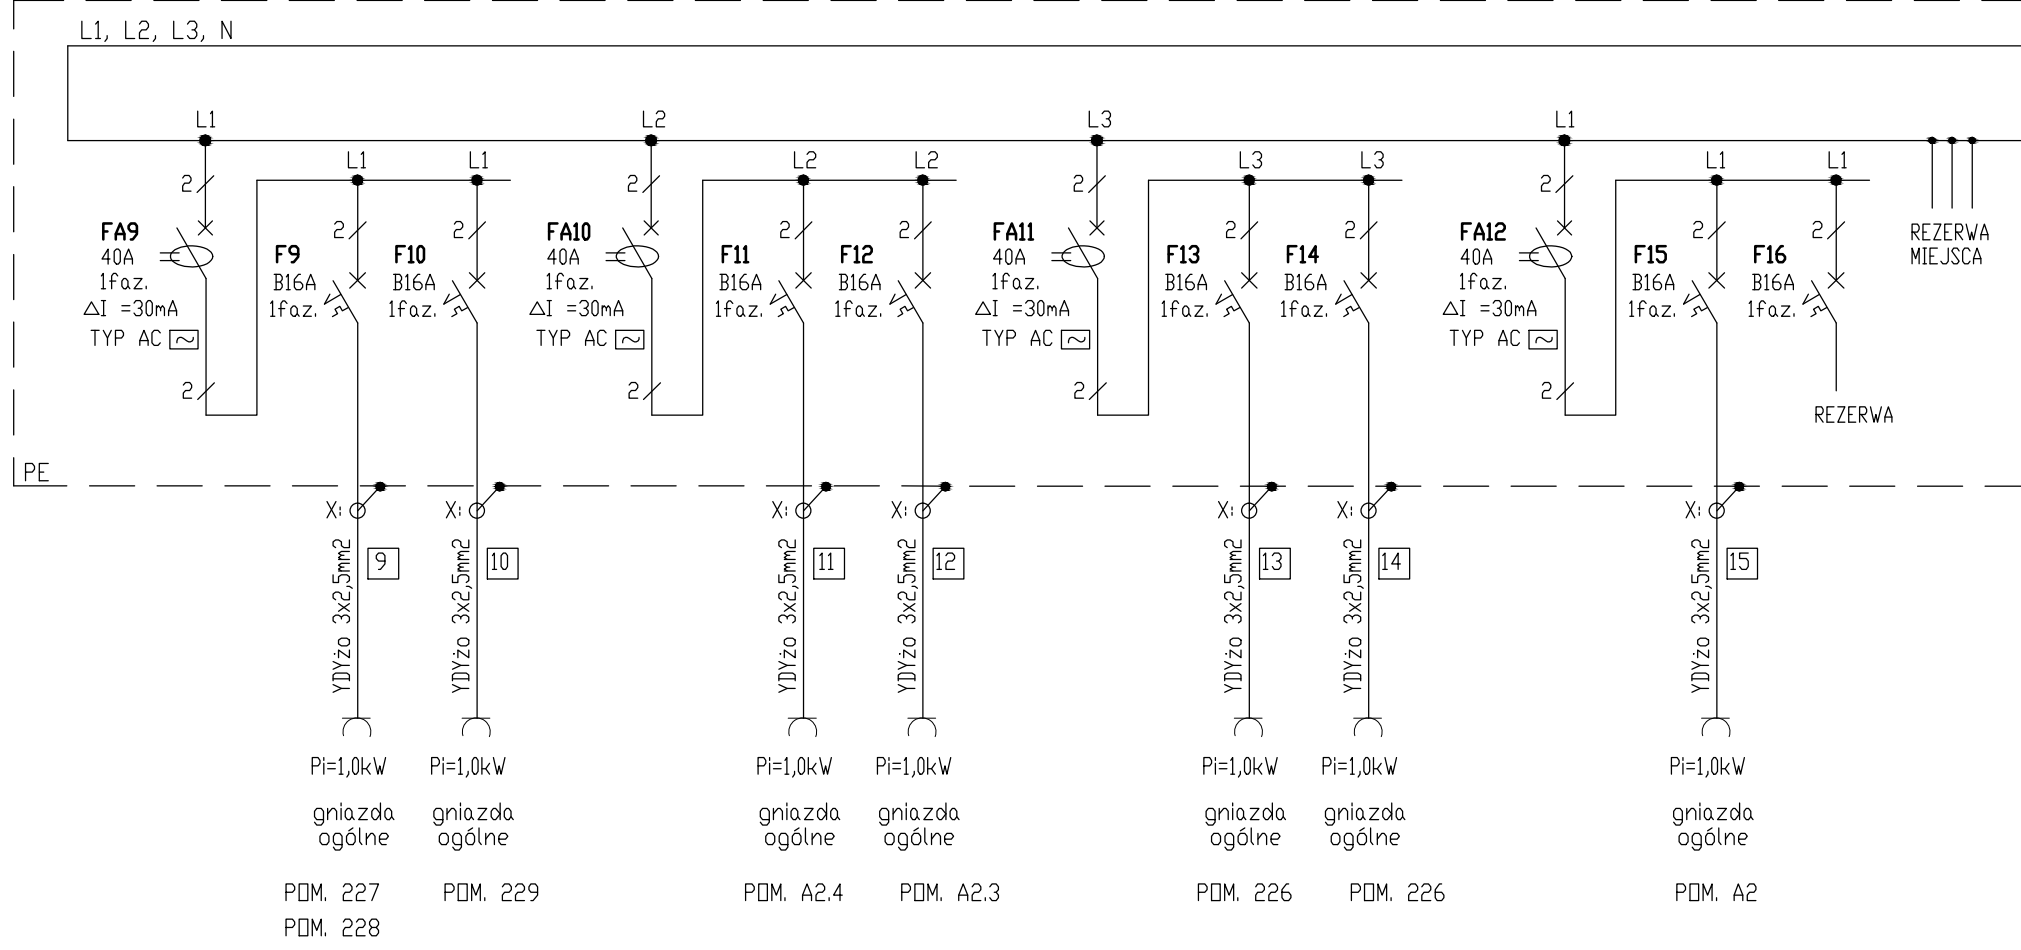 L1, L2, L3, N
L1 L2 L3 L1
L1 L1 L2 L2 L3 L3 L1 L1
2 2 2 2
2 2 2 2 2 2 2 2
FA9
40A
1faz.
ΔI =30mA
TYP AC ~
F9
B16A
1faz.
F10
B16A
1faz.
FA10
40A
1faz.
ΔI =30mA
TYP AC ~
F11
B16A
1faz.
F12
B16A
1faz.
FA11
40A
1faz.
ΔI =30mA
TYP AC ~
F13
B16A
1faz.
F14
B16A
1faz.
FA12
40A
1faz.
ΔI =30mA
TYP AC ~
F15
B16A
1faz.
F16
B16A
1faz.
REZERWA
MIEJSCA
2 2 2 2
REZERWA
PE
X: X: X: X: X: X: X:
9 10 11 12 13 14 15
YDYżo 3x2,5mm2
YDYżo 3x2,5mm2
YDYżo 3x2,5mm2
YDYżo 3x2,5mm2
YDYżo 3x2,5mm2
YDYżo 3x2,5mm2
YDYżo 3x2,5mm2
Pi=1,0kW Pi=1,0kW Pi=1,0kW Pi=1,0kW Pi=1,0kW Pi=1,0kW Pi=1,0kW
gniazda gniazda gniazda gniazda gniazda gniazda gniazda
ogólne ogólne ogólne ogólne ogólne ogólne ogólne
POM. 227 POM. 229 POM. A2.4 POM. A2.3 POM. 226 POM. 226 POM. A2
POM. 228